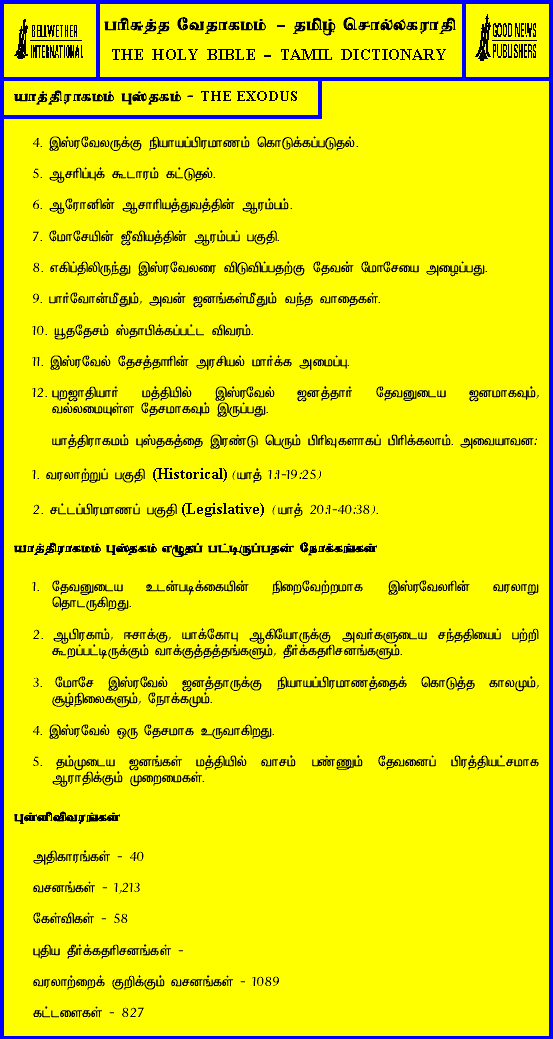 BELLWETHER
INTERNATIONAL
பரிசுத்த வேதாகமம் - தமிழ் சொல்லகராதி
THE HOLY BIBLE – TAMIL DICTIONARY
GOOD NEWS
PUBLISHERS
யாத்திராகமம் புஸ்தகம் - THE EXODUS
4. இஸ்ரவேலருக்கு நியாயப்பிரமாணம் கொடுக்கப்படுதல்.
5. ஆசரிப்புக் கூடாரம் கட்டுதல்.
6. ஆரோனின் ஆசாரியத்துவத்தின் ஆரம்பம்.
7. மோசேயின் ஜீவியத்தின் ஆரம்பப் பகுதி.
8. எகிப்திலிருந்து இஸ்ரவேலரை விடுவிப்பதற்கு தேவன் மோசேயை அழைப்பது.
9. பார்வோன்மீதும், அவன் ஜனங்கள்மீதும் வந்த வாதைகள்.
10. யூததேசம் ஸ்தாபிக்கப்பட்ட விவரம்.
11. இஸ்ரவேல் தேசத்தாரின் அரசியல் மார்க்க அமைப்பு.
12. புறஜாதியார் மத்தியில் இஸ்ரவேல் ஜனத்தார் தேவனுடைய ஜனமாகவும்,
வல்லமையுள்ள தேசமாகவும் இருப்பது.
யாத்திராகமம் புஸ்தகத்தை இரண்டு பெரும் பிரிவுகளாகப் பிரிக்கலாம். அவையாவன:
1. வரலாற்றுப் பகுதி (Historical) (யாத் 1:1-19:25)
2. சட்டப்பிரமாணப் பகுதி (Legislative) (யாத் 20:1-40:38).
யாத்திராகமம் புஸ்தகம் எழுதப் பட்டிருப்பதன் நோக்கங்கள்
1. தேவனுடைய உடன்படிக்கையின் நிறைவேற்றமாக இஸ்ரவேலரின் வரலாறு
தொடருகிறது.
2. ஆபிரகாம், ஈசாக்கு, யாக்கோபு ஆகியோருக்கு அவர்களுடைய சந்ததியைப் பற்றி
கூறப்பட்டிருக்கும் வாக்குத்தத்தங்களும், தீர்க்கதரிசனங்களும்.
3. மோசே இஸ்ரவேல் ஜனத்தாருக்கு நியாயப்பிரமாணத்தைக் கொடுத்த காலமும்,
சூழ்நிலைகளும், நோக்கமும்.
4. இஸ்ரவேல் ஒரு தேசமாக உருவாகிறது.
5. தம்முடைய ஜனங்கள் மத்தியில் வாசம் பண்ணும் தேவனைப் பிரத்தியட்சமாக
ஆராதிக்கும் முறைமைகள்.
புள்ளிவிவரங்கள்
அதிகாரங்கள் - 40
வசனங்கள் - 1,213
கேள்விகள் - 58
புதிய தீர்க்கதரிசனங்கள் -
வரலாற்றைக் குறிக்கும் வசனங்கள் - 1089
கட்டளைகள் - 827